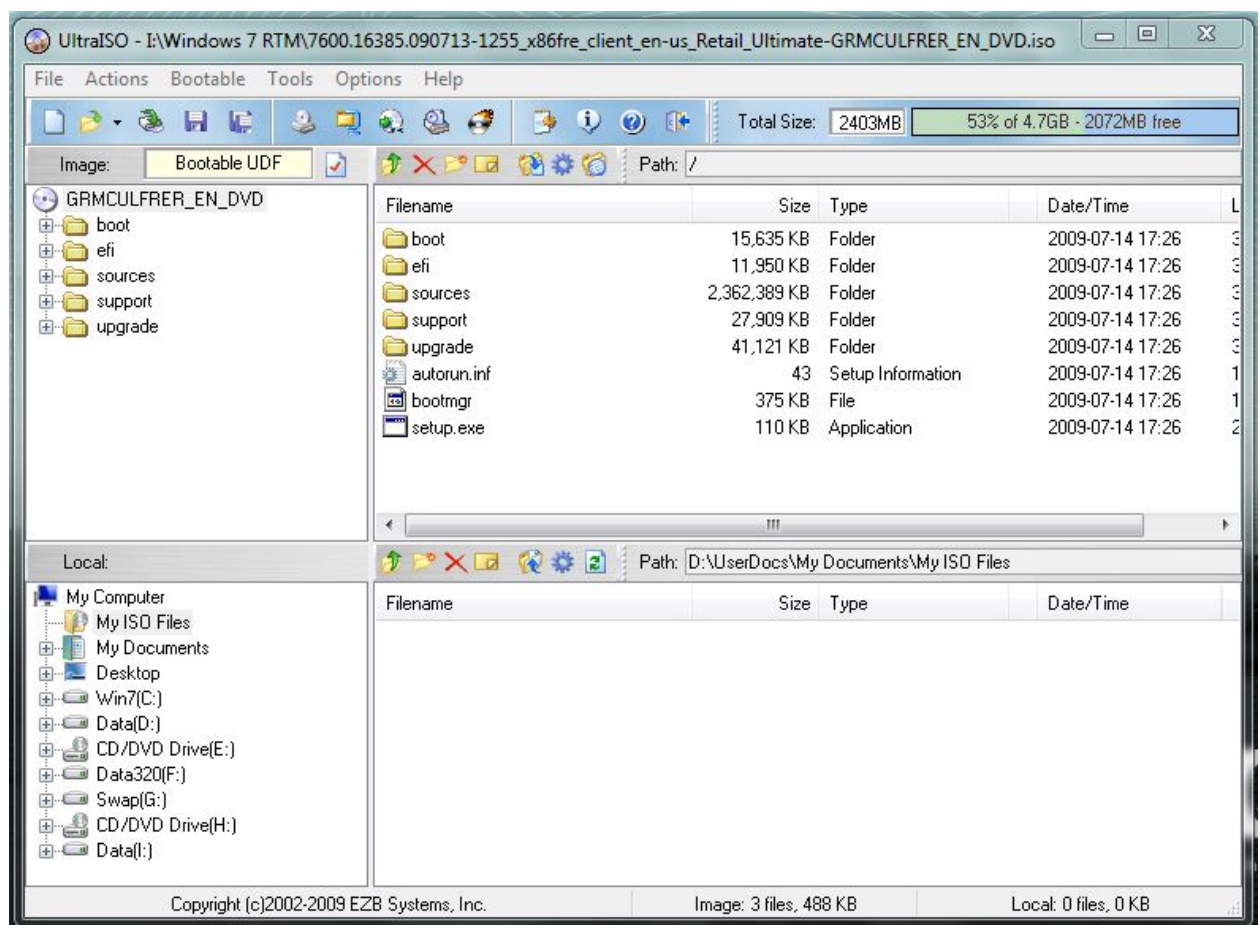 UltraISO - I:\Windows 7 RTM\7600.16385.090713-1255_x86fre_client_en-us_Retail_Ultimate-GRMCULFRER_EN_DVD.iso
File Actions Bootable Tools Options Help
Total Size: 2403MB 53% of 4.7GB - 2072MB free
Image: Bootable UDF Path: /
GRMCULFRER_EN_DVD
boot
efi
sources
support
upgrade
Filename Size Type Date/Time L
boot 15,635 KB Folder 2009-07-14 17:26
efi 11,950 KB Folder 2009-07-14 17:26
sources 2,362,389 KB Folder 2009-07-14 17:26
support 27,909 KB Folder 2009-07-14 17:26
upgrade 41,121 KB Folder 2009-07-14 17:26
autorun.inf 43 Setup Information 2009-07-14 17:26 1
bootmgr 375 KB File 2009-07-14 17:26 1
setup.exe 110 KB Application 2009-07-14 17:26 2
Local: Path: D:\UserDocs\My Documents\My ISO Files
My Computer
My ISO Files
My Documents
Desktop
Win7(C:)
Data(D:)
CD/DVD Drive(E:)
Data320(F:)
Swap(G:)
CD/DVD Drive(H:)
Data(I:)
Filename Size Type Date/Time
Copyright (c)2002-2009 EZB Systems, Inc. Image: 3 files, 488 KB Local: 0 files, 0 KB